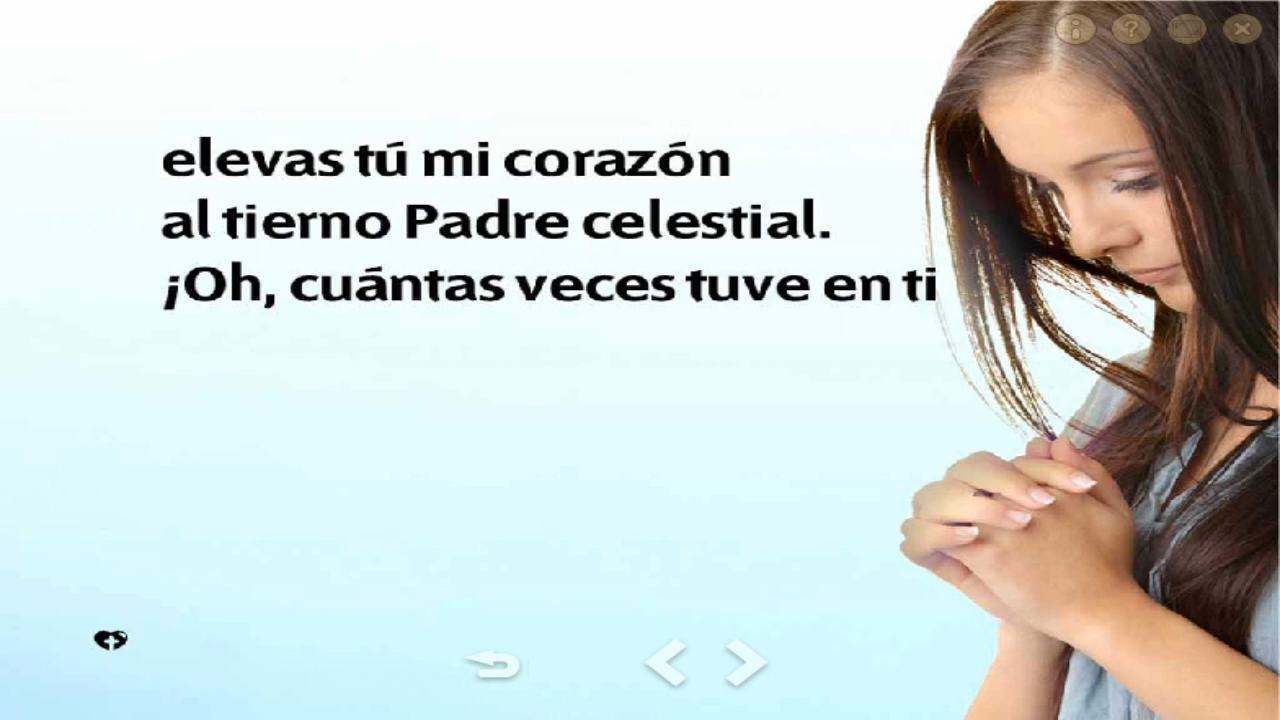 elevas tú mi corazón
al tierno Padre celestial.
¡Oh, cuántas veces tuve en ti